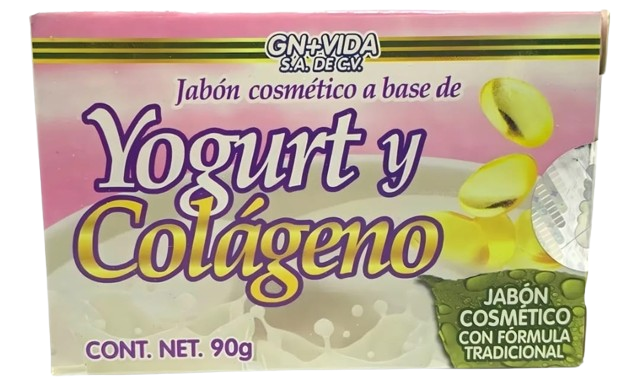 GN+VIDA
S.A. DE C.V.
Jabón cosmético a base de
Yogurt y
Colágeno
JABÓN
COSMÉTICO
CON FÓRMULA
TRADICIONAL
CONT. NET. 90g